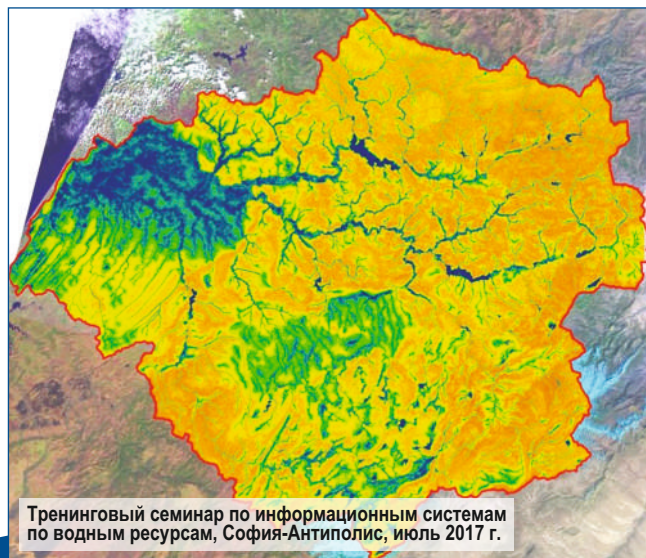 Тренинговый семинар по информационным системам
по водным ресурсам, София-Антиполис, июль 2017 г.